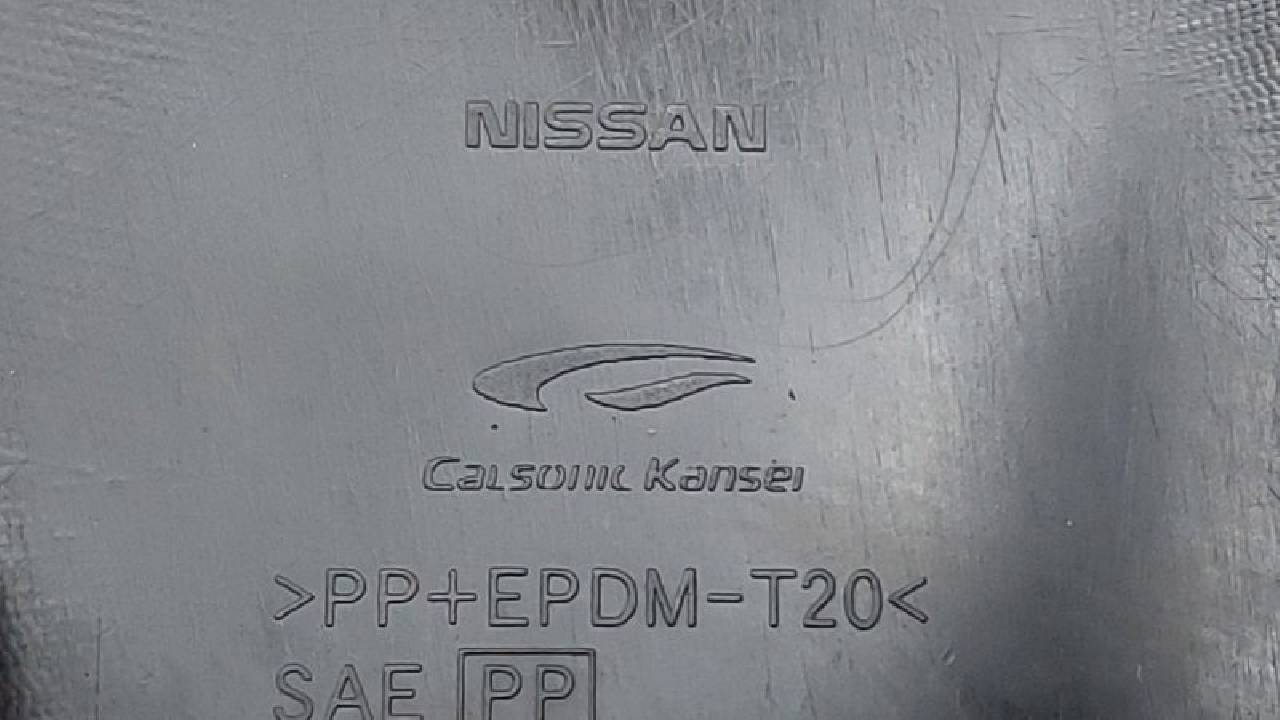 NISSAN
Calsonic Kansei
>PP+EPDM-T20<
SAE PP